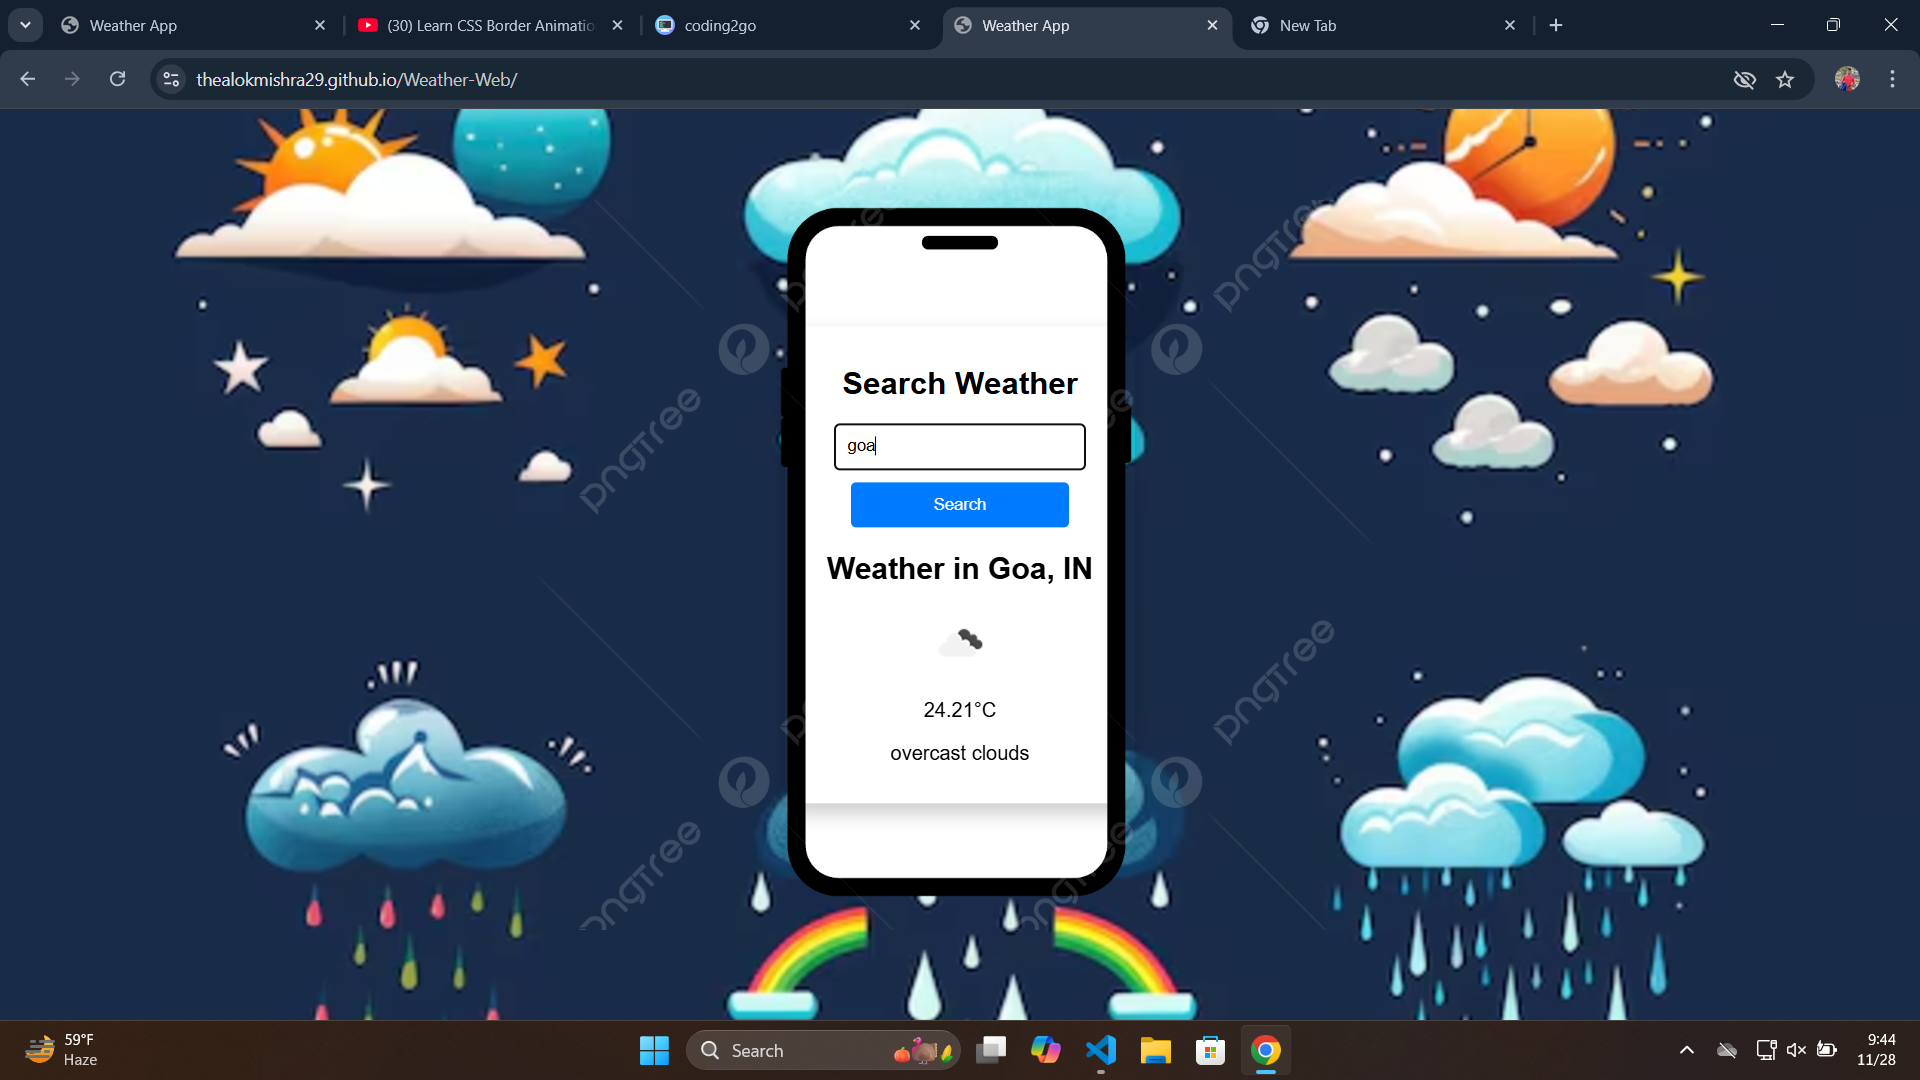 Weather App
(30) Learn CSS Border Animatio
coding2go
Weather App
New Tab
thealokmishra29.github.io/Weather-Web/
pngtree
pngtree
pngtree
pngtree
pngtree
Search Weather
goa
Search
Weather in Goa, IN
24.21°C
overcast clouds
59°F
Haze
Search
9:44
11/28